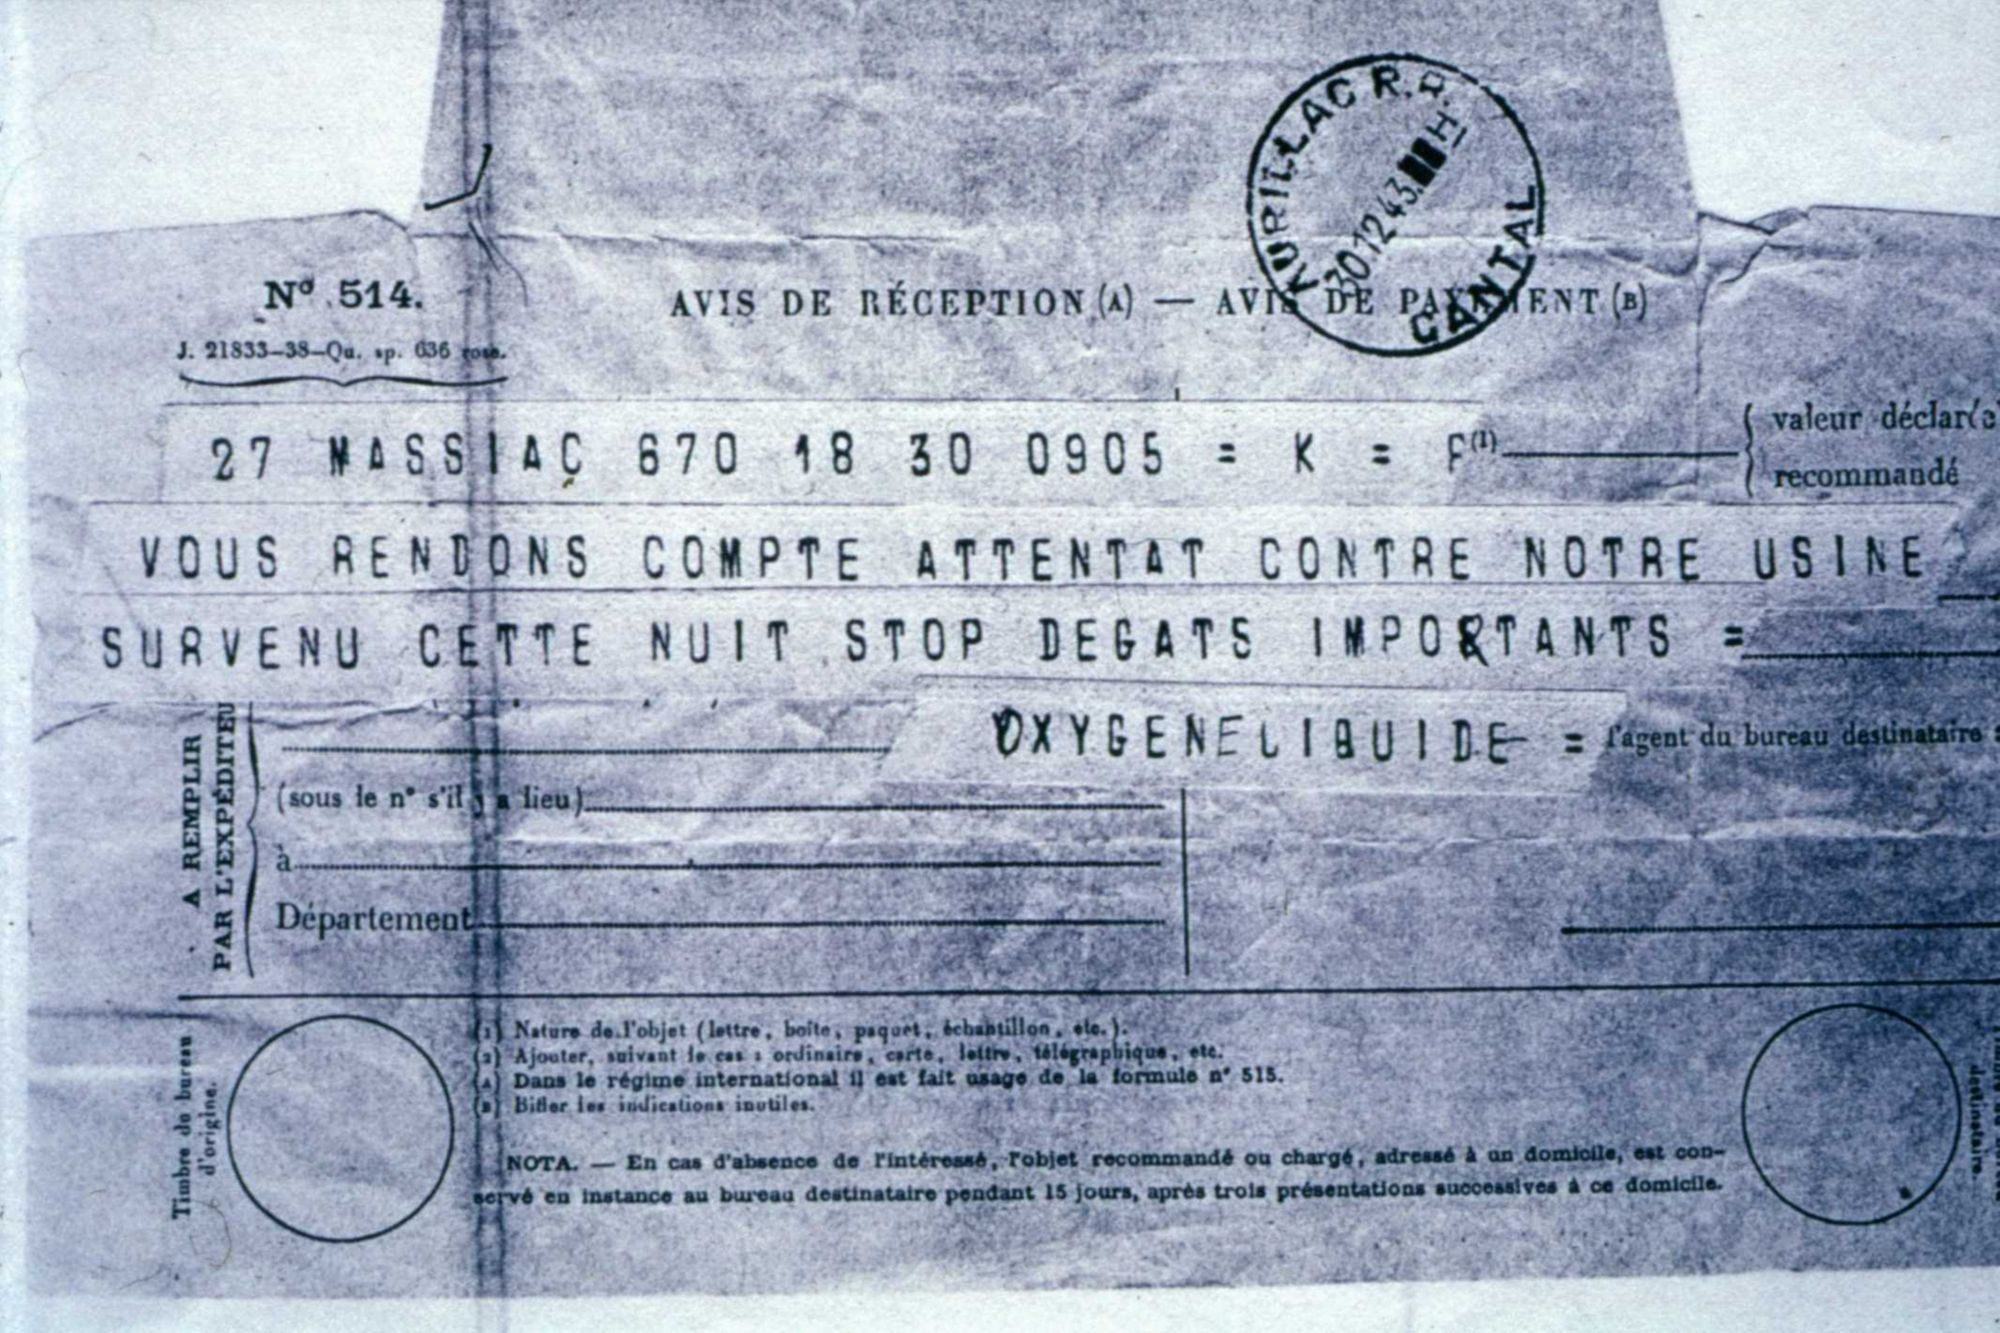 AURILLAC R.P.
30.12.43 H
CANTAL
Nº 514.
AVIS DE RÉCEPTION (A) — AVIS DE PAYEMENT (B)
J. 21833-38-Qu. sp. 636 rose.
27 MASSIAC 670 18 30 0905 = K = F (1)
valeur déclarée
recommandé
VOUS RENDONS COMPTE ATTENTAT CONTRE NOTRE USINE
SURVENU CETTE NUIT STOP DEGATS IMPORTANTS =
OXYGENELIQUIDE = l'agent du bureau destinataire :
A REMPLIR
PAR L'EXPÉDITEU
(sous le n° s'il y a lieu)
à
Département
Timbre du bureau
d'origine.
(1) Nature de l'objet (lettre, boîte, paquet, échantillon, etc.).
(2) Ajouter, suivant le cas : ordinaire, carte, lettre, télégraphique, etc.
(A) Dans le régime international il est fait usage de la formule n° 515.
(B) Biffer les indications inutiles.
NOTA. — En cas d'absence de l'intéressé, l'objet recommandé ou chargé, adressé à un domicile, est con-
servé en instance au bureau destinataire pendant 15 jours, après trois présentations successives à ce domicile.
destinataire.